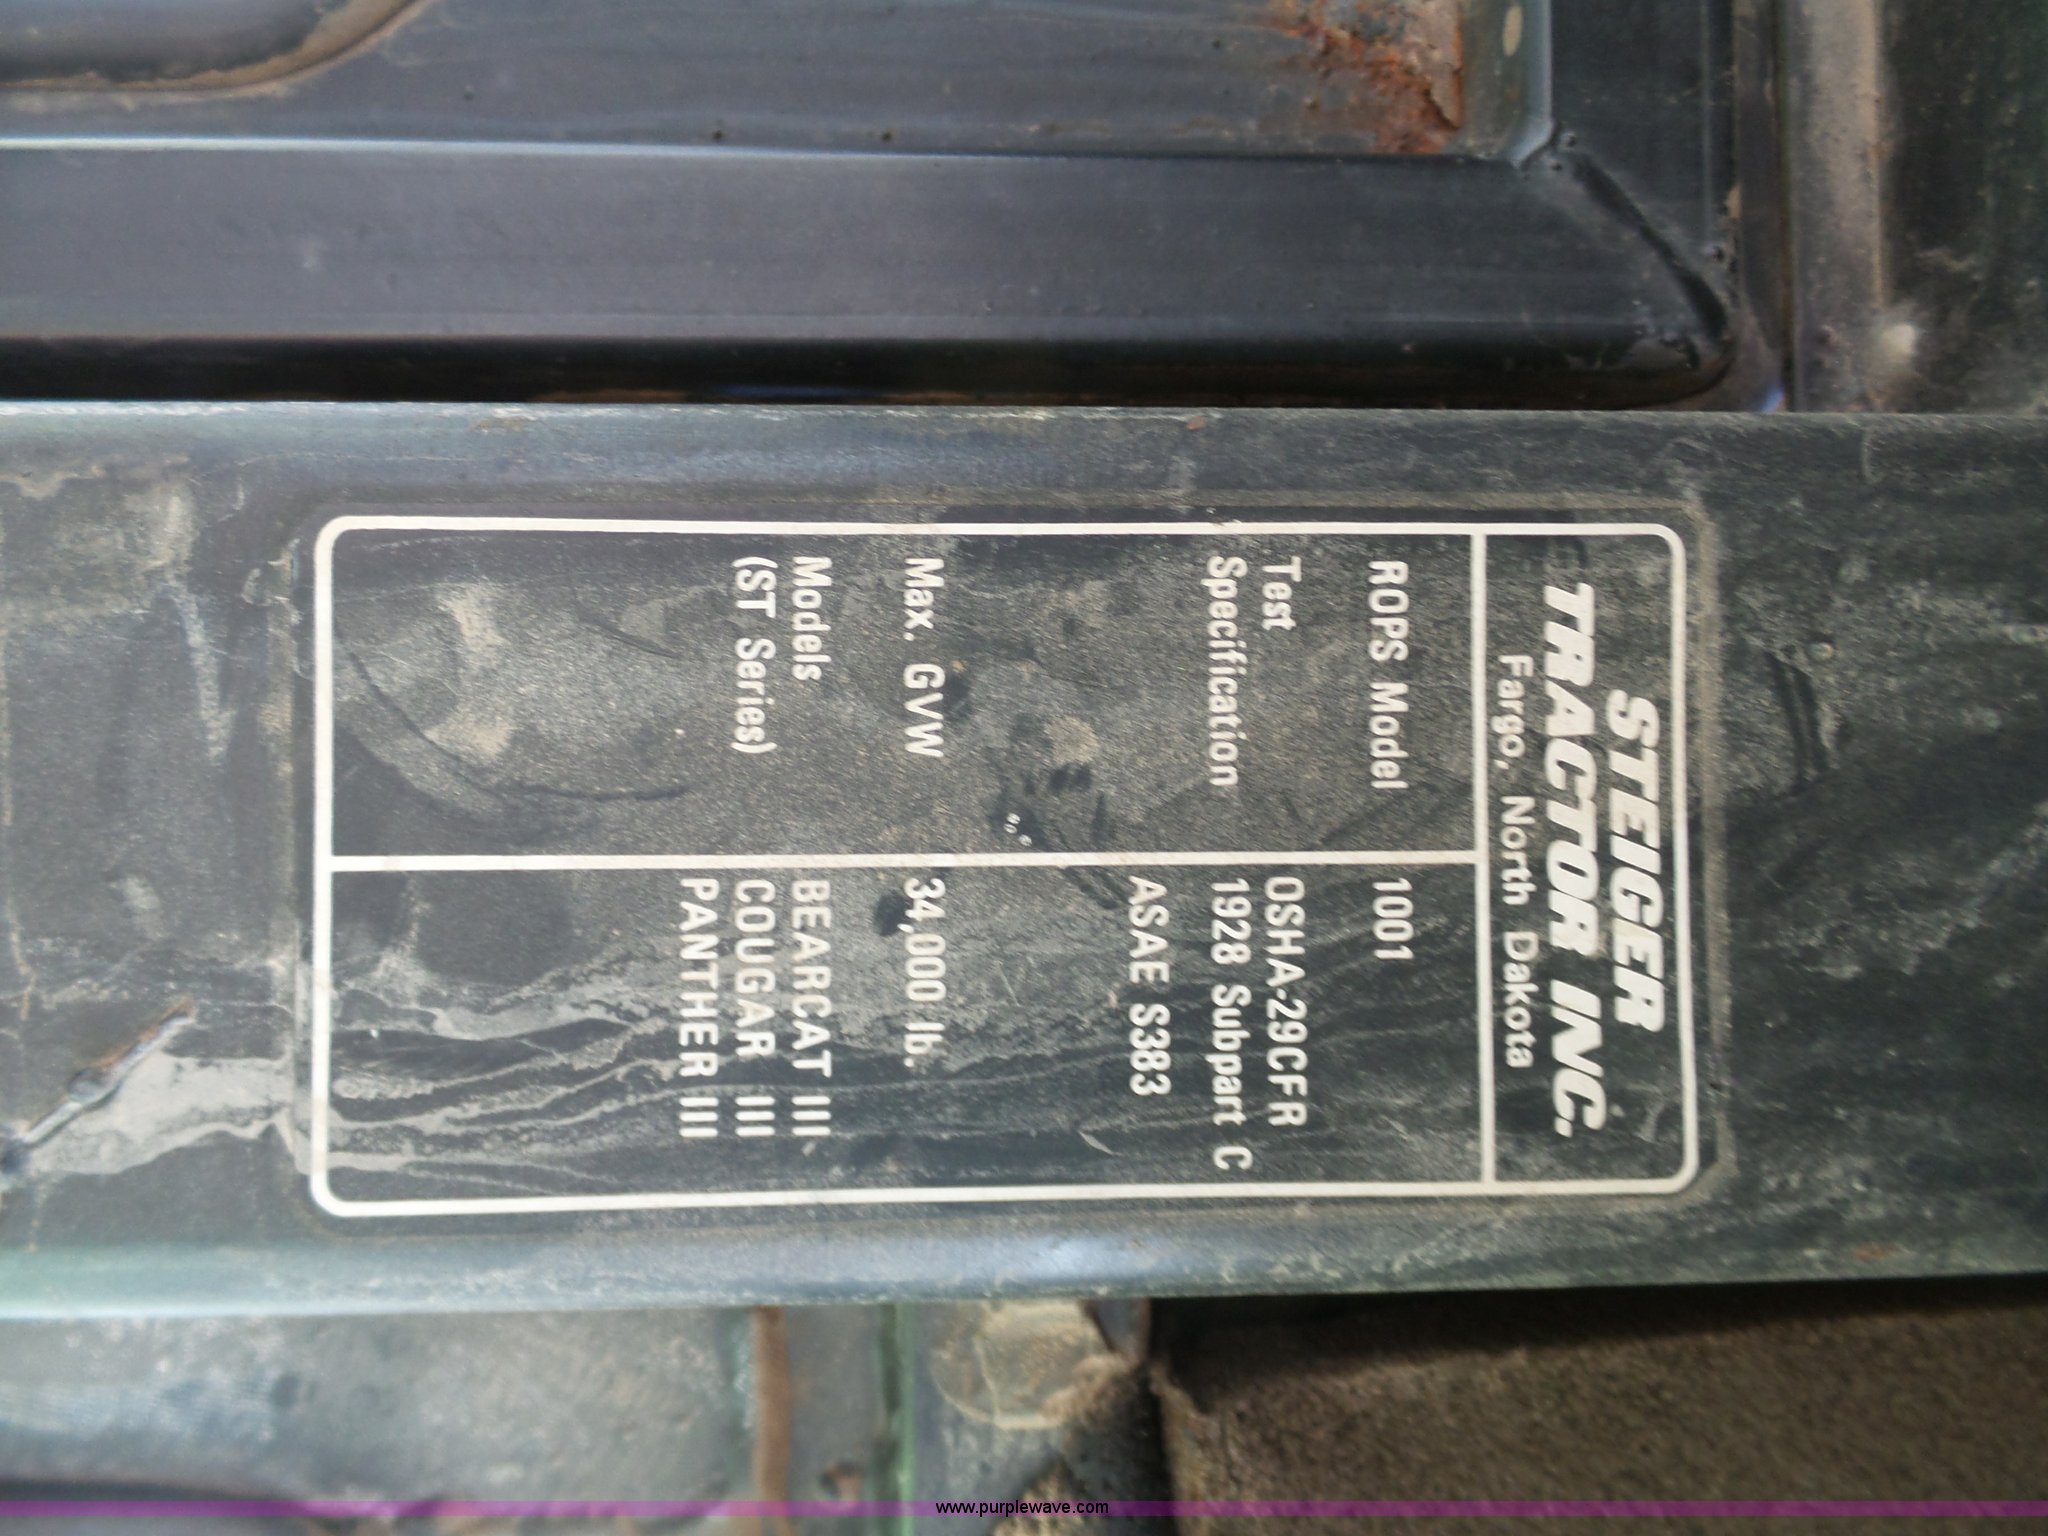 STEIGER
TRACTOR INC.
Fargo, North Dakota
ROPS Model 1001
Test OSHA-29CFR
Specification 1928 Subpart C
ASAE S383
Max. GVW 34,000 lb.
Models BEARCAT III
(ST Series) COUGAR III
PANTHER III
www.purplewave.com